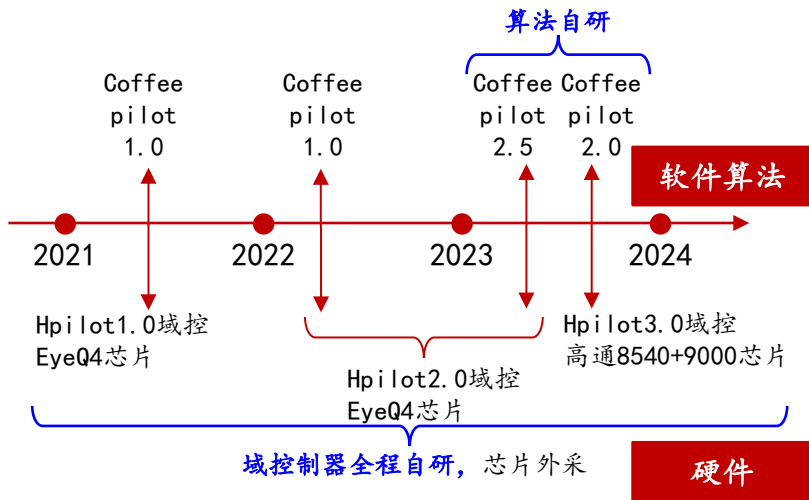 算法自研
Coffee pilot 1.0
Coffee pilot 1.0
Coffee pilot 2.5
Coffee pilot 2.0
软件算法
2021
2022
2023
2024
Hpilot1.0域控
EyeQ4芯片
Hpilot2.0域控
EyeQ4芯片
Hpilot3.0域控
高通8540+9000芯片
域控制器全程自研，芯片外采
硬件